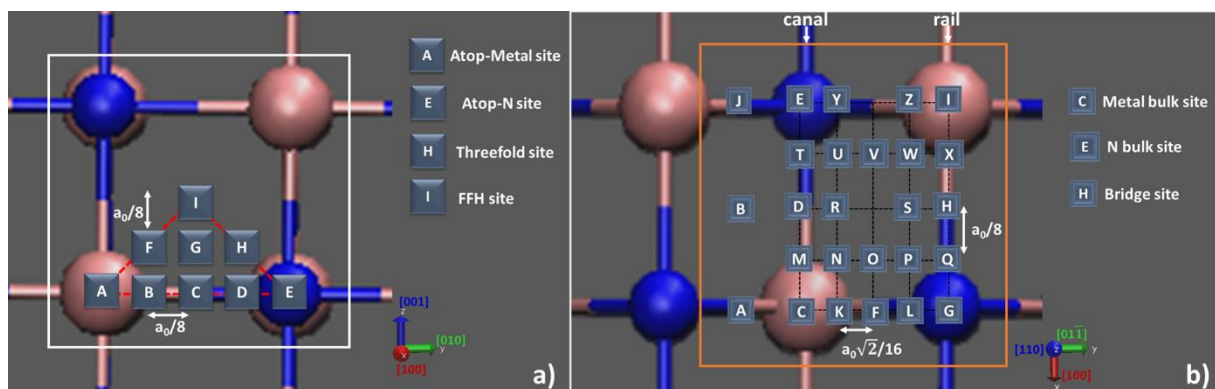 canal rail
A Atop-Metal site
E Atop-N site
H Threefold site
I FFH site
a₀/8
I
F G H
A B C D E
a₀/8
[001]
z
[010]
x y
[100]
a)
J E Y Z I
C Metal bulk site
T U V W X
E N bulk site
B D R S H
H Bridge site
a₀/8
M N O P Q
A C K F L G
a₀√2/16
[011̄]
[110] z y
x
[100]
b)